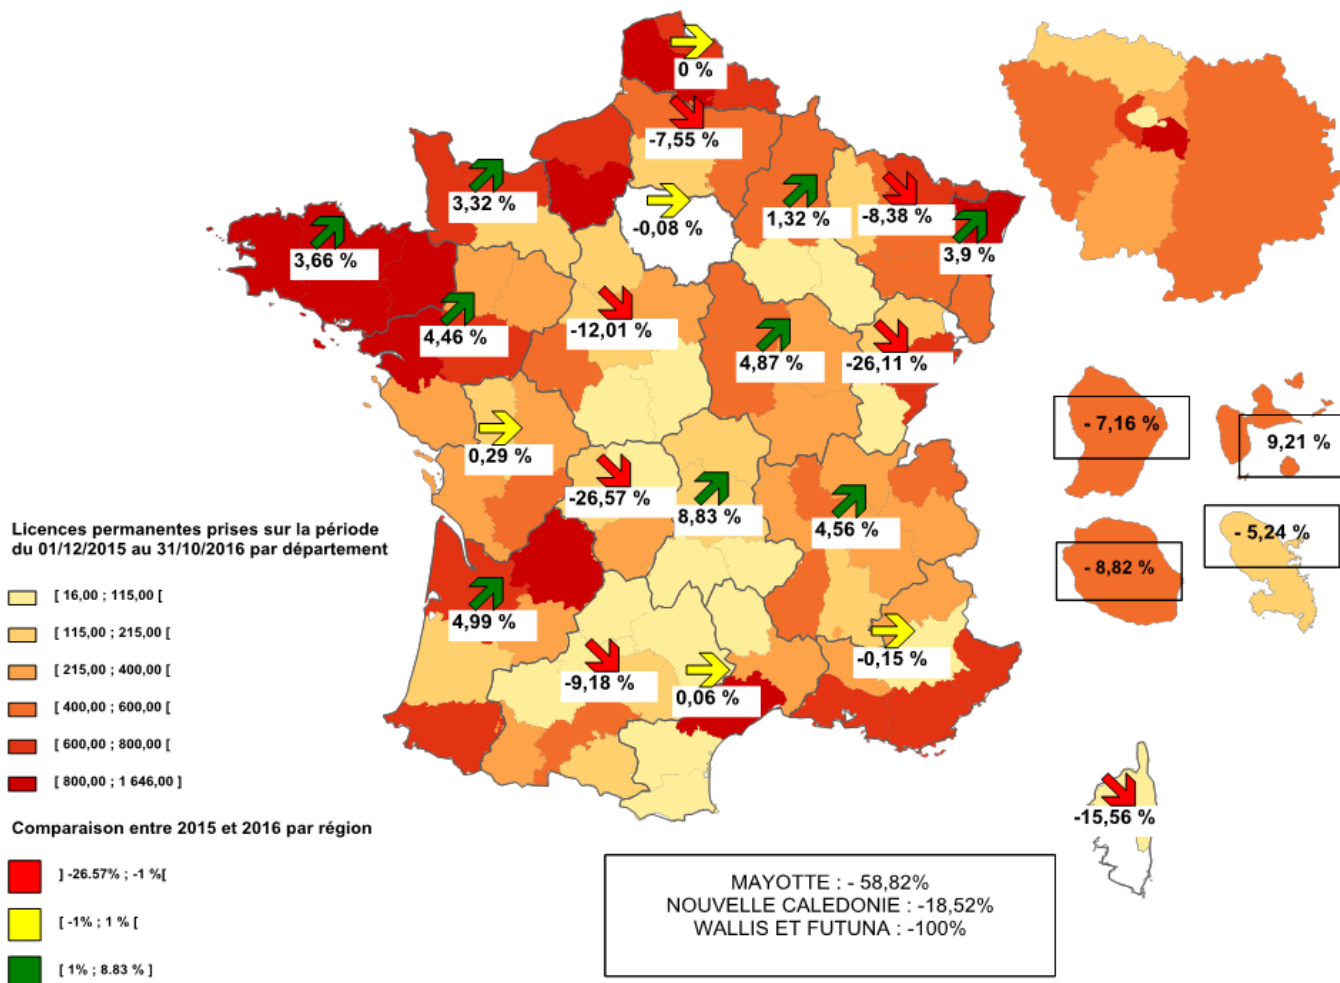 0 %
-7,55 %
3,32 %
-0,08 %
1,32 %
-8,38 %
3,66 %
3,9 %
4,46 %
-12,01 %
4,87 %
-26,11 %
0,29 %
-26,57 %
8,83 %
4,56 %
4,99 %
-9,18 %
0,06 %
-0,15 %
-15,56 %
- 7,16 %
9,21 %
- 8,82 %
- 5,24 %
Licences permanentes prises sur la période
du 01/12/2015 au 31/10/2016 par département
[ 16,00 ; 115,00 [
[ 115,00 ; 215,00 [
[ 215,00 ; 400,00 [
[ 400,00 ; 600,00 [
[ 600,00 ; 800,00 [
[ 800,00 ; 1 646,00 ]
Comparaison entre 2015 et 2016 par région
] -26.57% ; -1 %[
[ -1% ; 1 % [
[ 1% ; 8.83 % ]
MAYOTTE : - 58,82%
NOUVELLE CALEDONIE : -18,52%
WALLIS ET FUTUNA : -100%